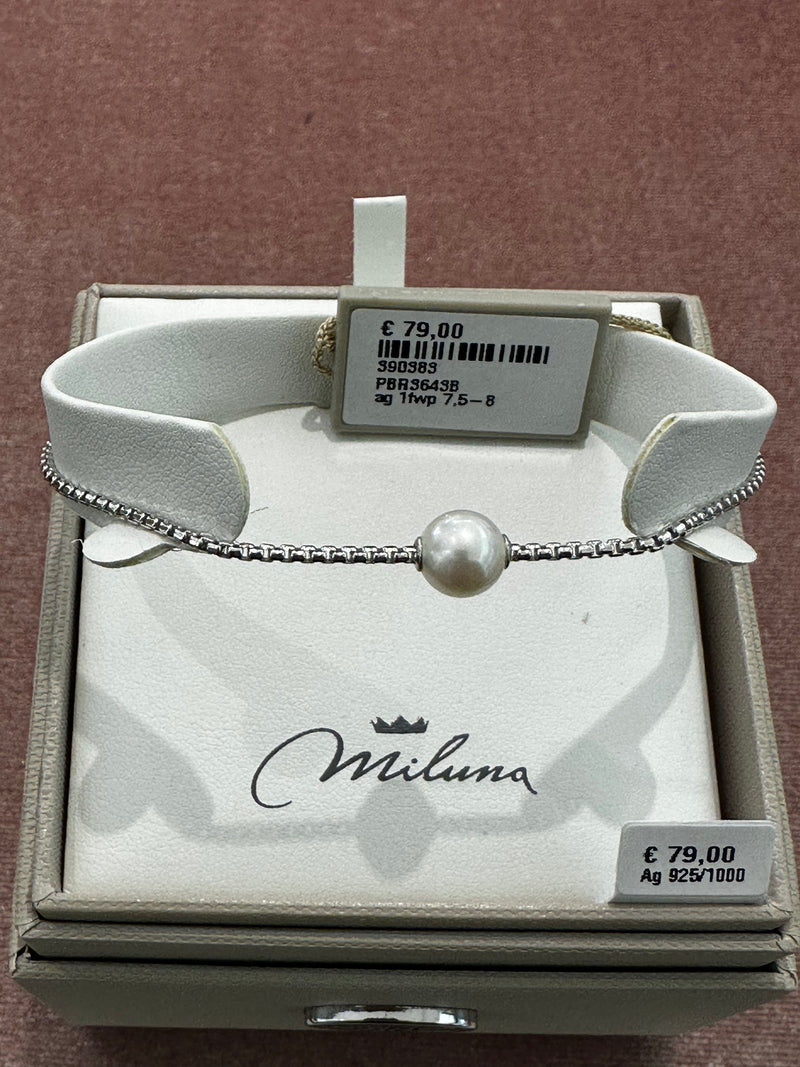 € 79,00
390383
PBR3643B
ag 1fwp 7,5-8
Miluna
€ 79,00
Ag 925/1000